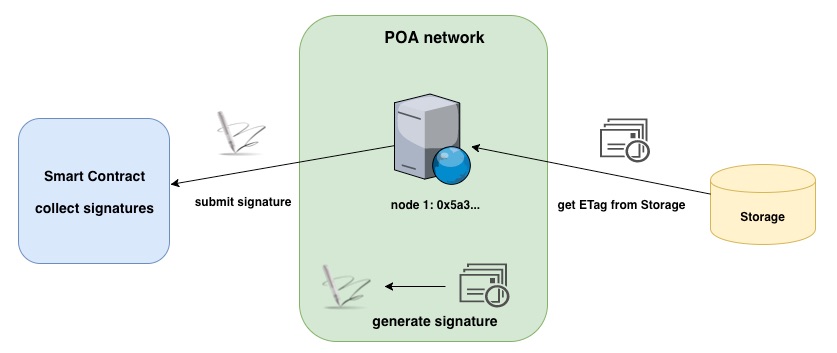 POA network
Smart Contract
collect signatures
submit signature
node 1: 0x5a3...
get ETag from Storage
Storage
generate signature